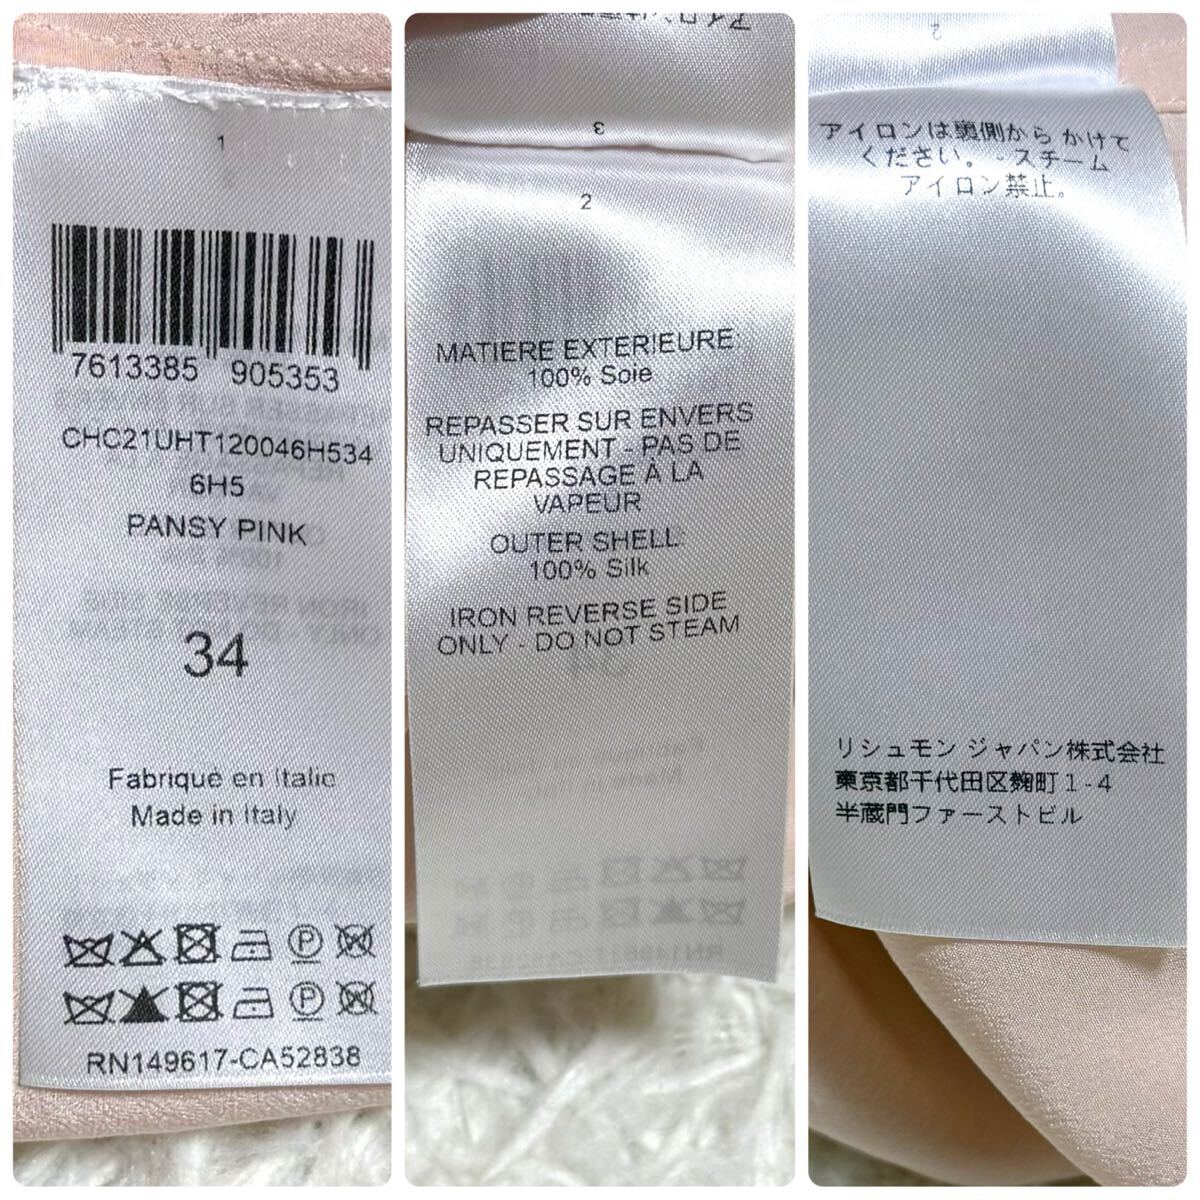 1
7613385 905353
CHC21UHT120046H534
6H5
PANSY PINK
34
Fabriqué en Italie
Made in Italy
RN149617-CA52838
3
2
MATIERE EXTERIEURE
100% Soie
REPASSER SUR ENVERS
UNIQUEMENT - PAS DE
REPASSAGE À LA
VAPEUR
OUTER SHELL
100% Silk
IRON REVERSE SIDE
ONLY - DO NOT STEAM
アイロンは裏側から かけて
ください。 - スチーム
アイロン禁止。
リシュモン ジャパン株式会社
東京都千代田区麹町1-4
半蔵門ファーストビル